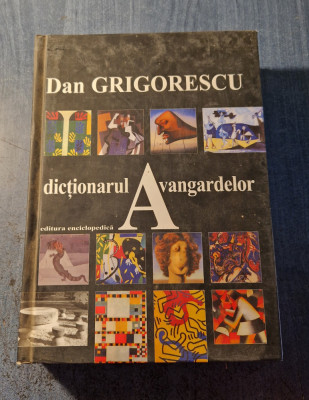 Dan GRIGORESCU
dicționarul Avangardelor
editura enciclopedică